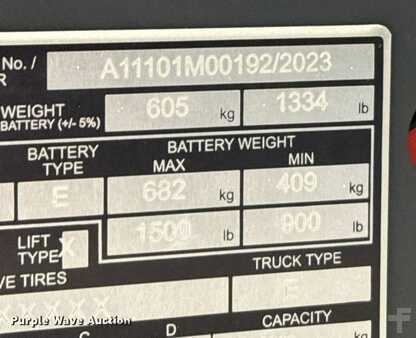 No. / A11101M00192/2023
R
WEIGHT 605 kg 1334 lb
BATTERY (+/- 5%)
BATTERY TYPE BATTERY WEIGHT
MAX MIN
E 682 kg 409 kg
1500 lb 900 lb
LIFT TYPE X
VE TIRES TRUCK TYPE
X X X X E
C D CAPACITY
Purple Wave Auction